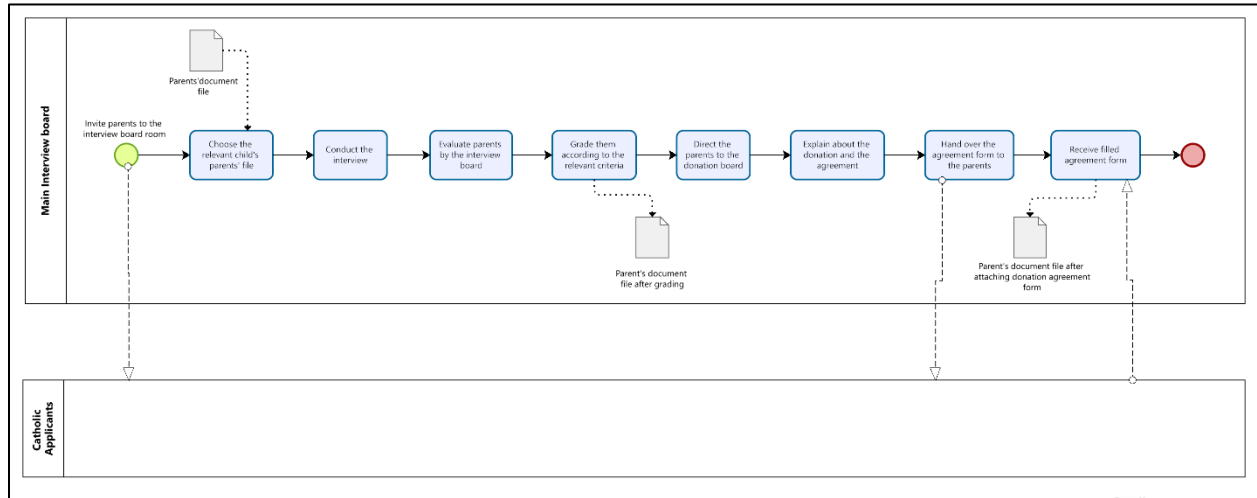 Main Interview board
Parents'document
file
Invite parents to the
interview board room
Choose the
relevant child's
parents' file
Conduct the
interview
Evaluate parents
by the interview
board
Grade them
according to the
relevant criteria
Direct the
parents to the
donation board
Explain about the
donation and the
agreement
Hand over the
agreement form to
the parents
Receive filled
agreement form
Parent's document
file after grading
Parent's document file after
attaching donation agreement
form
Catholic
Applicants